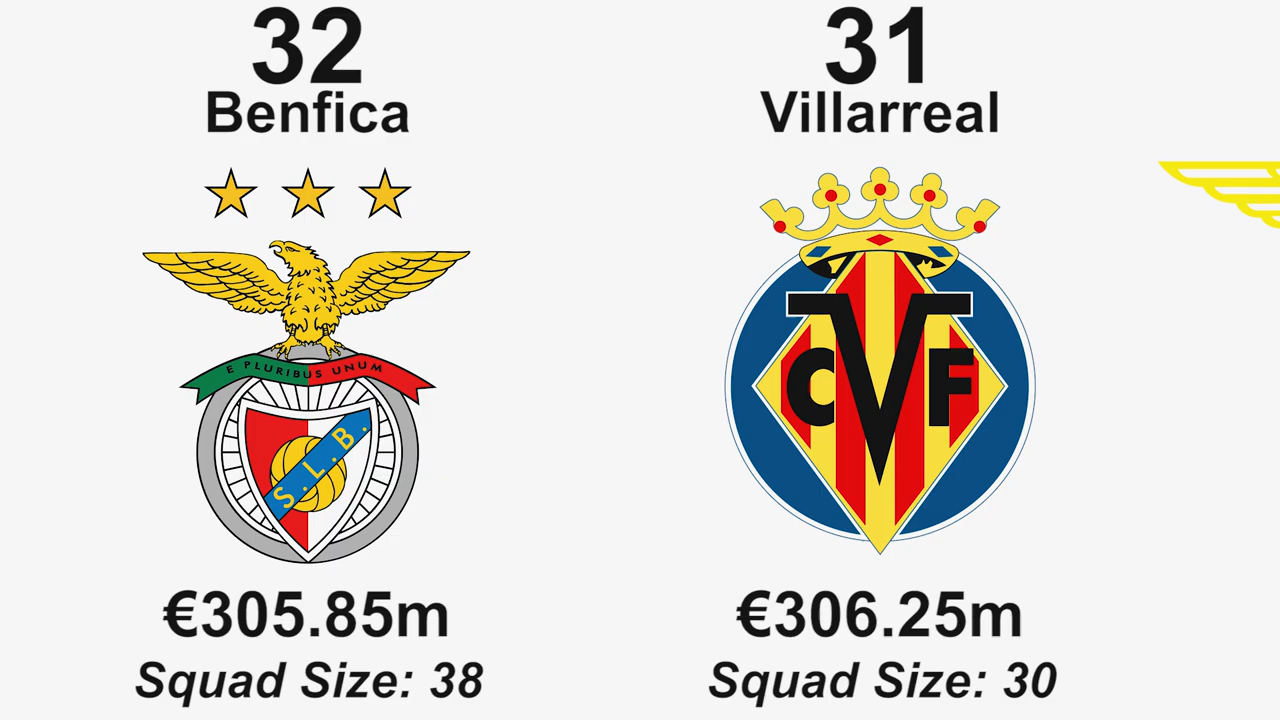 32
Benfica
E PLURIBUS UNUM
S.L.B.
€305.85m
Squad Size: 38
31
Villarreal
CVF
€306.25m
Squad Size: 30